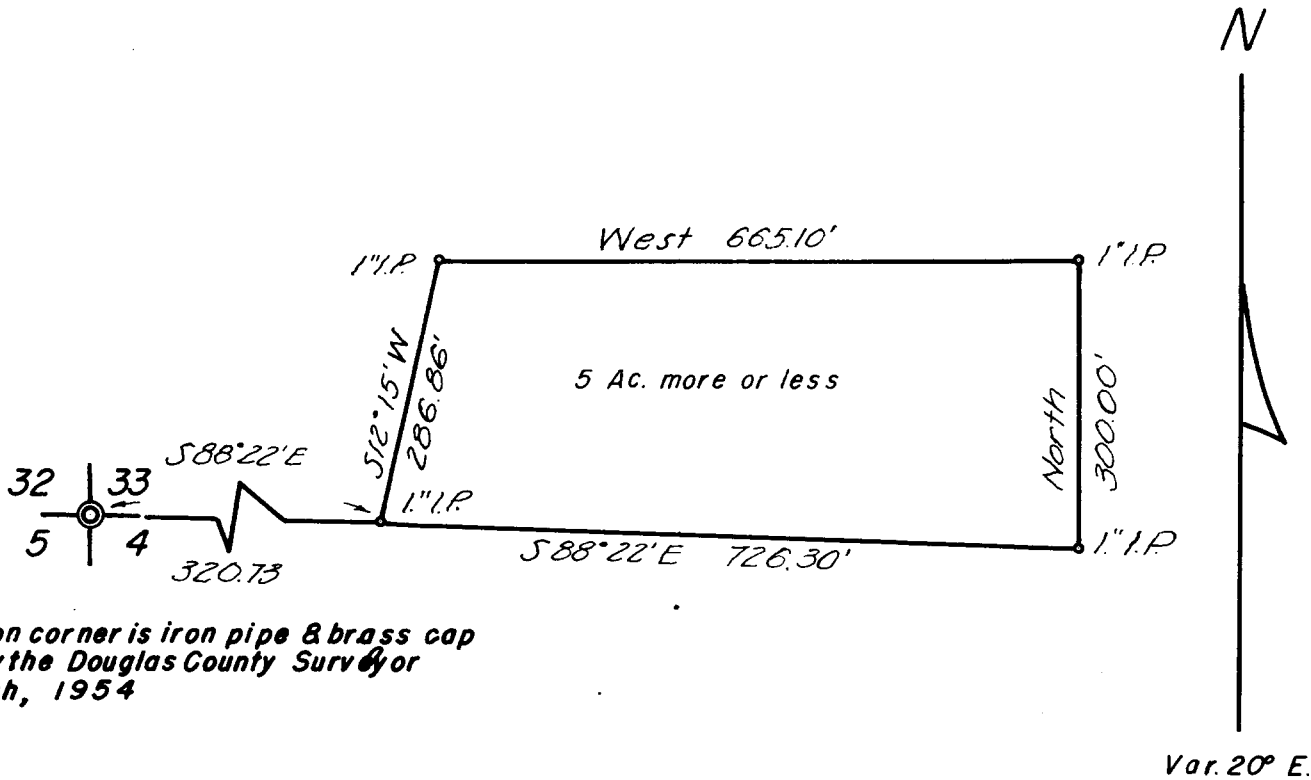 N
West 665.10'
1" I.P.
1" I.P.
S12°15'W
286.86'
5 Ac. more or less
North
300.00'
S88°22'E
32 33
5 4
320.73
1" I.P.
S88°22'E 726.30'
1" I.P.
on corner is iron pipe & brass cap
the Douglas County Surveyor
h, 1954
Var. 20° E.